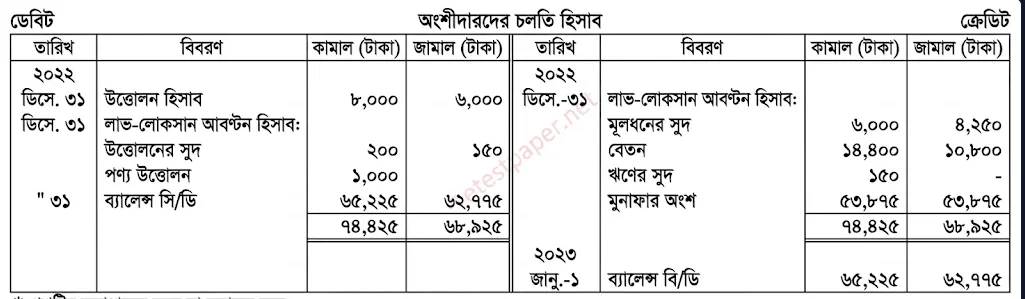 ডেবিট অংশীদারদের চলতি হিসাব ক্রেডিট
তারিখ বিবরণ কামাল (টাকা) জামাল (টাকা) তারিখ বিবরণ কামাল (টাকা) জামাল (টাকা)
২০২২ ২০২২
ডিসে. ৩১ উত্তোলন হিসাব ৮,০০০ ৬,০০০ ডিসে.-৩১ লাভ-লোকসান আবণ্টন হিসাব:
ডিসে. ৩১ লাভ-লোকসান আবণ্টন হিসাব: মূলধনের সুদ ৬,০০০ ৪,২৫০
উত্তোলনের সুদ ২০০ ১৫০ বেতন ১৪,৪০০ ১০,৮০০
পণ্য উত্তোলন ১,০০০ ঋণের সুদ ১৫০ -
" ৩১ ব্যালেন্স সি/ডি ৬৫,২২৫ ৬২,৭৭৫ মুনাফার অংশ ৫৩,৮৭৫ ৫৩,৮৭৫
৭৪,৪২৫ ৬৮,৯২৫ ৭৪,৪২৫ ৬৮,৯২৫
২০২৩
জানু.-১ ব্যালেন্স বি/ডি ৬৫,২২৫ ৬২,৭৭৫
etestpaper.net